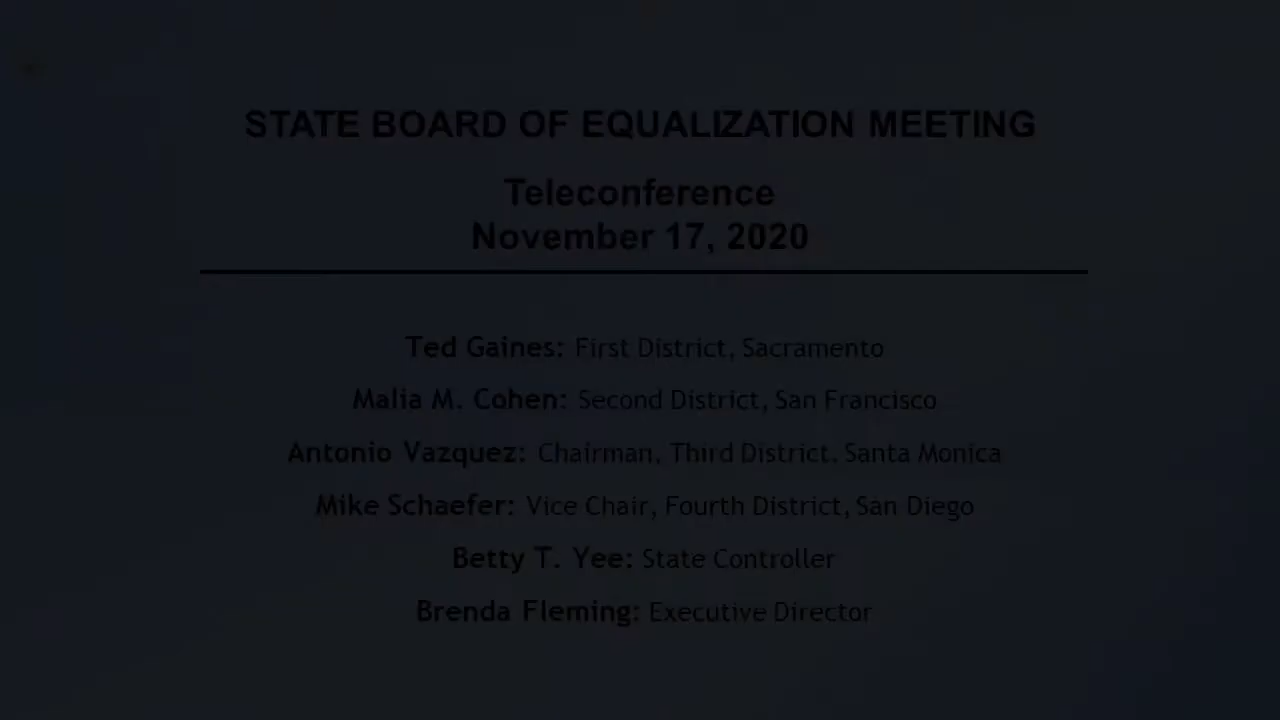 STATE BOARD OF EQUALIZATION MEETING
Teleconference
November 17, 2020
Ted Gaines: First District, Sacramento
Malia M. Cohen: Second District, San Francisco
Antonio Vazquez: Chairman, Third District, Santa Monica
Mike Schaefer: Vice Chair, Fourth District, San Diego
Betty T. Yee: State Controller
Brenda Fleming: Executive Director